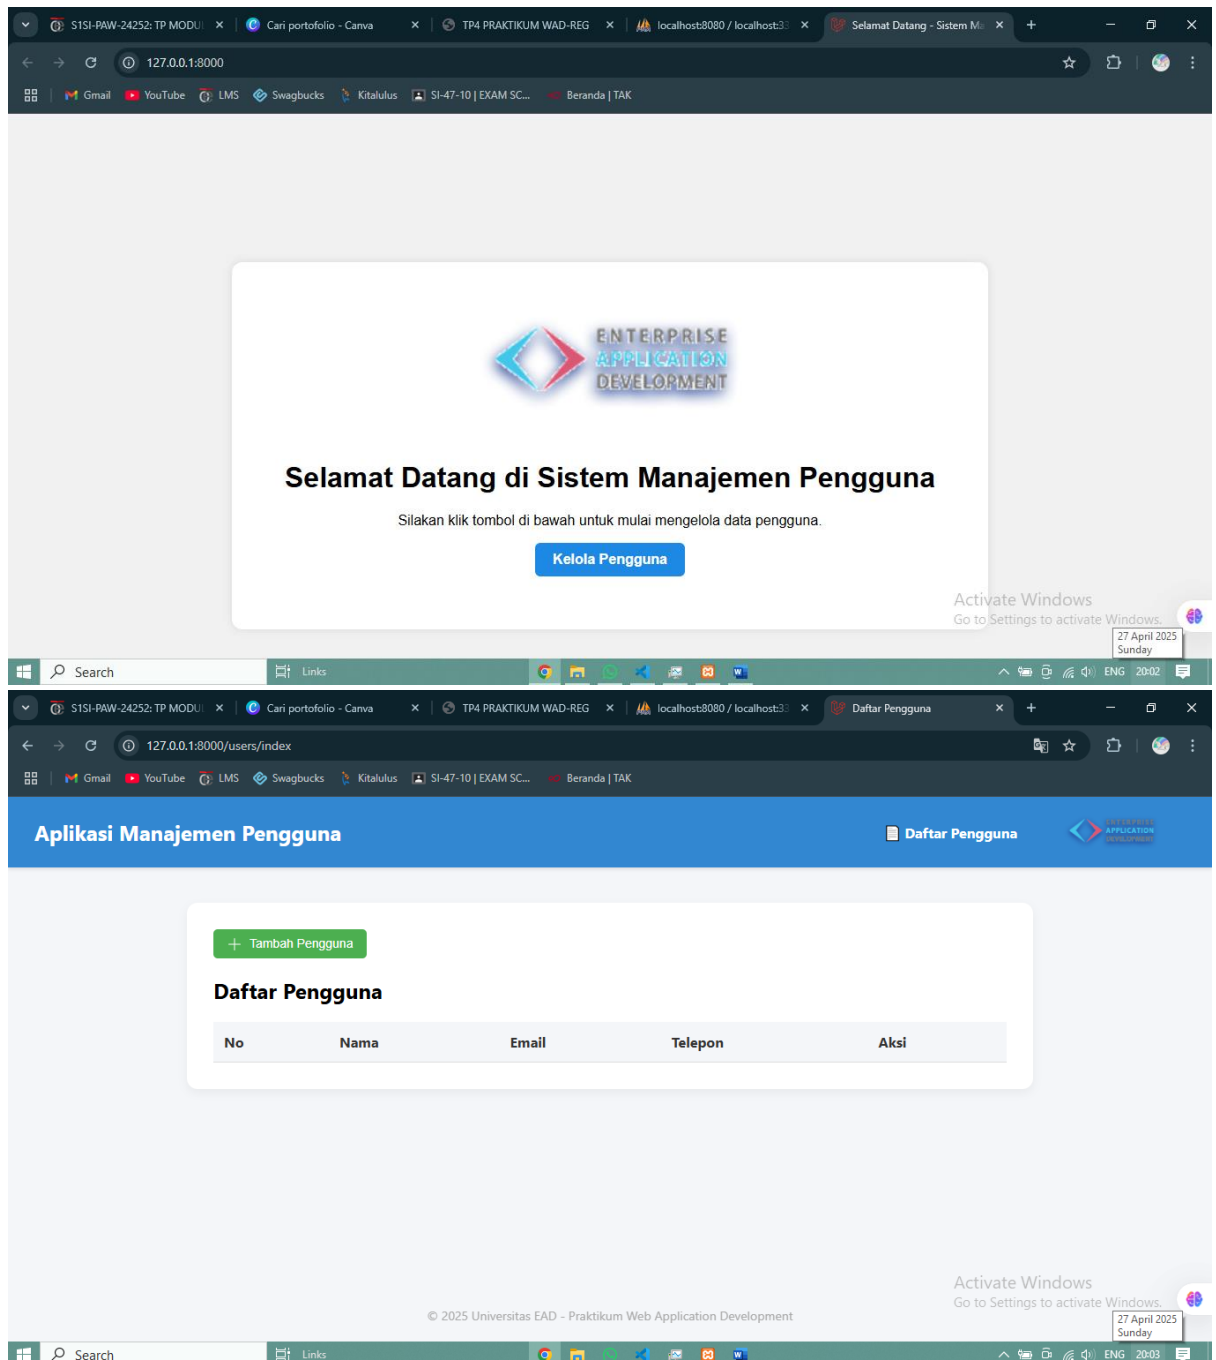 S1SI-PAW-24252: TP MODUL
Cari portofolio - Canva
TP4 PRAKTIKUM WAD-REG
localhost:8080 / localhost:33
Selamat Datang - Sistem Ma
127.0.0.1:8000
Gmail YouTube LMS Swagbucks Kitalulus SI-47-10 | EXAM SC... Beranda | TAK
ENTERPRISE
APPLICATION
DEVELOPMENT
Selamat Datang di Sistem Manajemen Pengguna
Silakan klik tombol di bawah untuk mulai mengelola data pengguna.
Kelola Pengguna
Activate Windows
Go to Settings to activate Windows.
27 April 2025
Sunday
Search Links ENG 20:02
S1SI-PAW-24252: TP MODUL
Cari portofolio - Canva
TP4 PRAKTIKUM WAD-REG
localhost:8080 / localhost:33
Daftar Pengguna
127.0.0.1:8000/users/index
Gmail YouTube LMS Swagbucks Kitalulus SI-47-10 | EXAM SC... Beranda | TAK
Aplikasi Manajemen Pengguna
Daftar Pengguna
ENTERPRISE
APPLICATION
DEVELOPMENT
+ Tambah Pengguna
Daftar Pengguna
No Nama Email Telepon Aksi
Activate Windows
Go to Settings to activate Windows.
© 2025 Universitas EAD - Praktikum Web Application Development
27 April 2025
Sunday
Search Links ENG 20:03